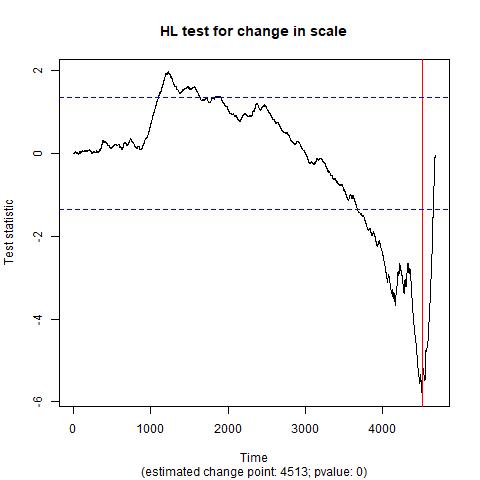 HL test for change in scale
Test statistic
2
0
-2
-4
-6
0 1000 2000 3000 4000
Time
(estimated change point: 4513; pvalue: 0)